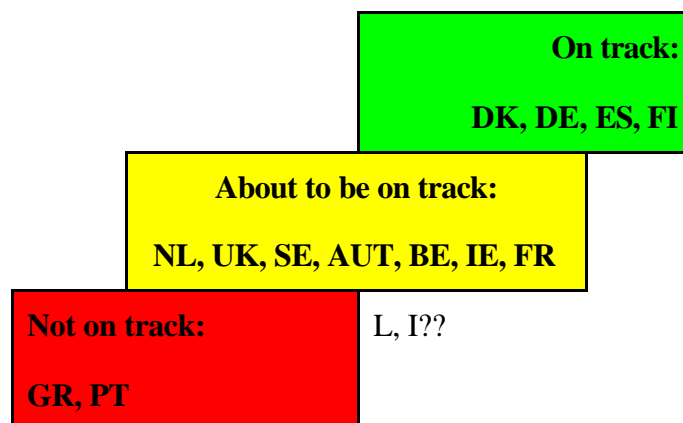 On track:
DK, DE, ES, FI
About to be on track:
NL, UK, SE, AUT, BE, IE, FR
Not on track:
L, I??
GR, PT